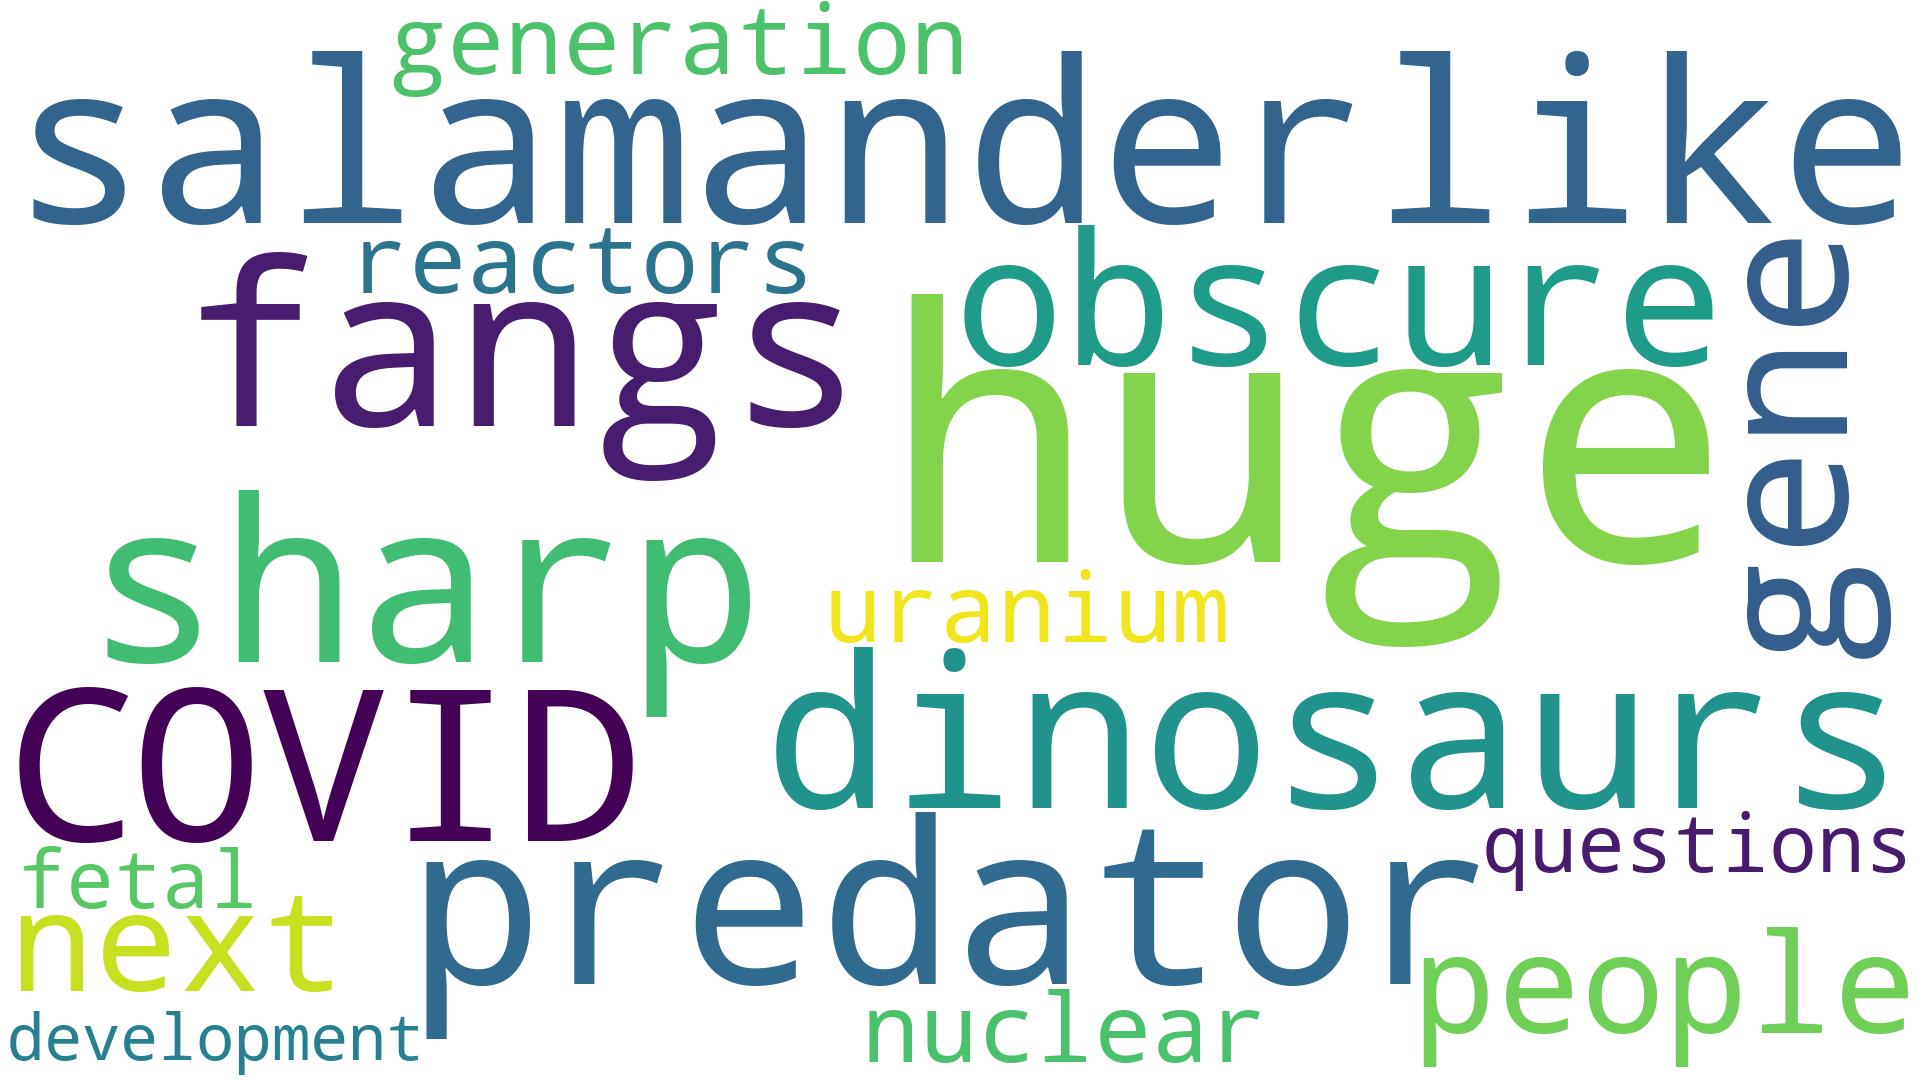 generation
salamanderlike
reactors
obscure
fangs
huge
gene
sharp
uranium
COVID
dinosaurs
fetal
predator
questions
next
people
development
nuclear